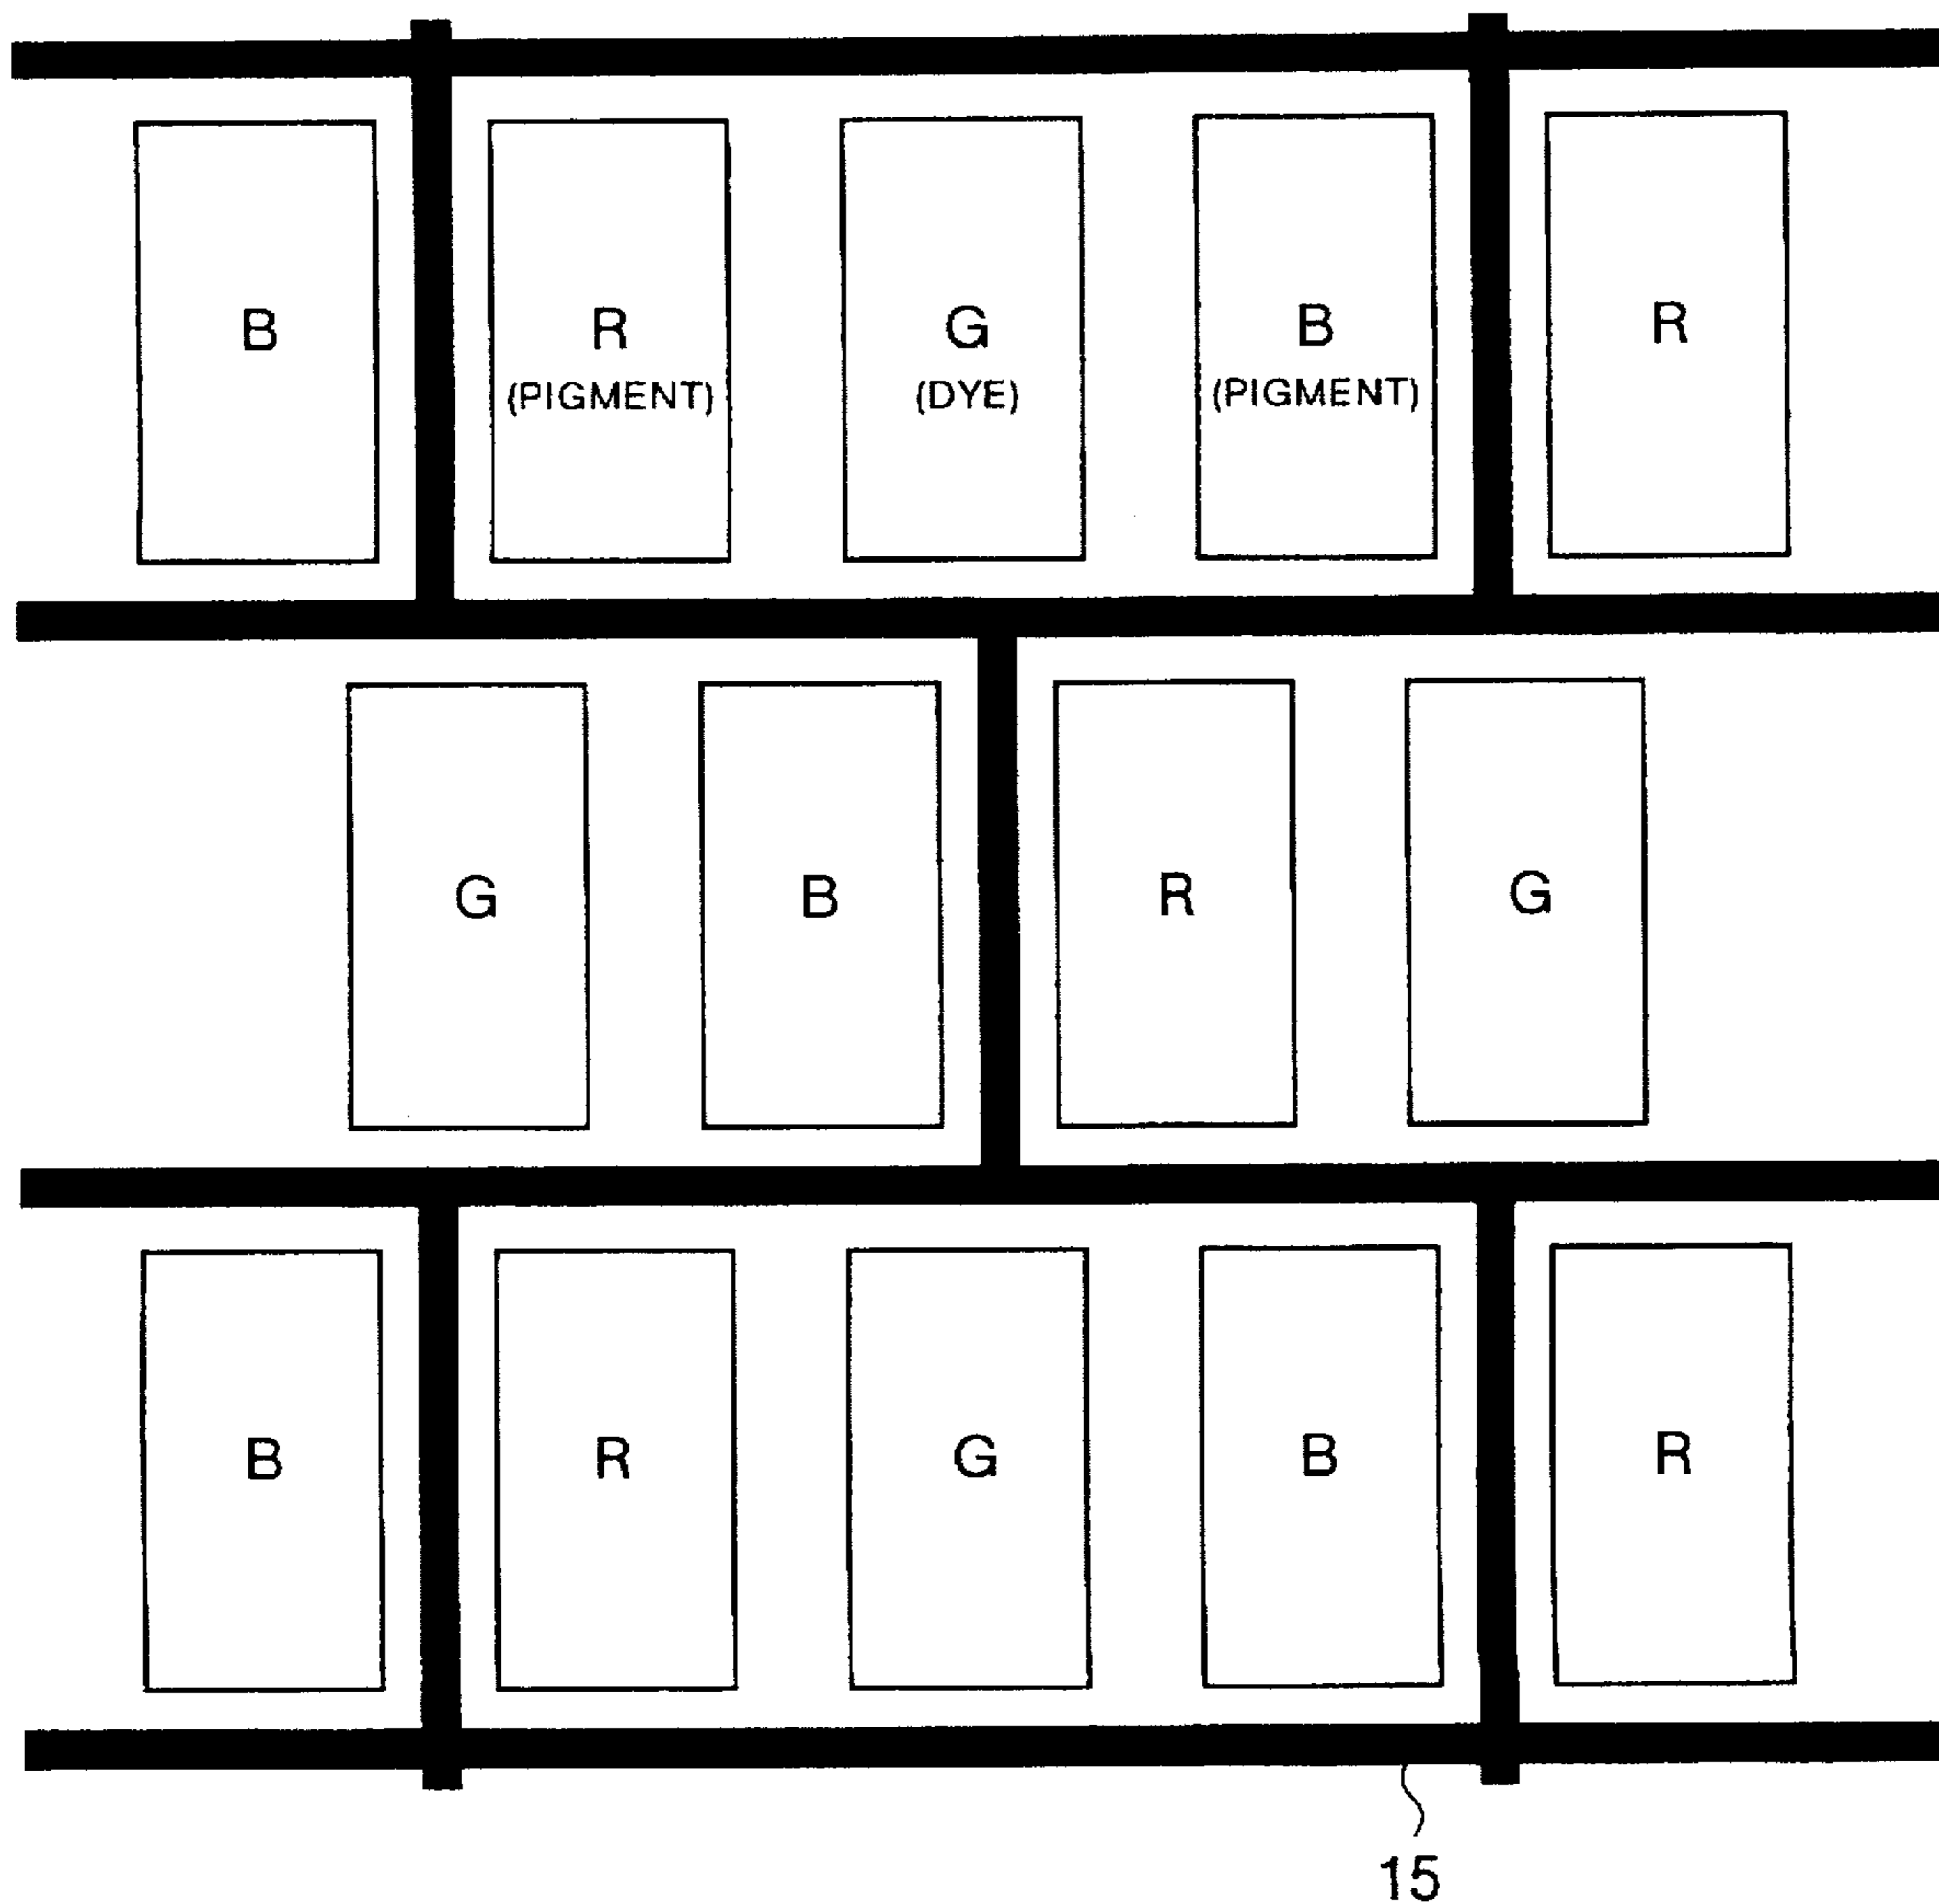 B R G B R
(PIGMENT) (DYE) (PIGMENT)
G B R G
B R G B R
15